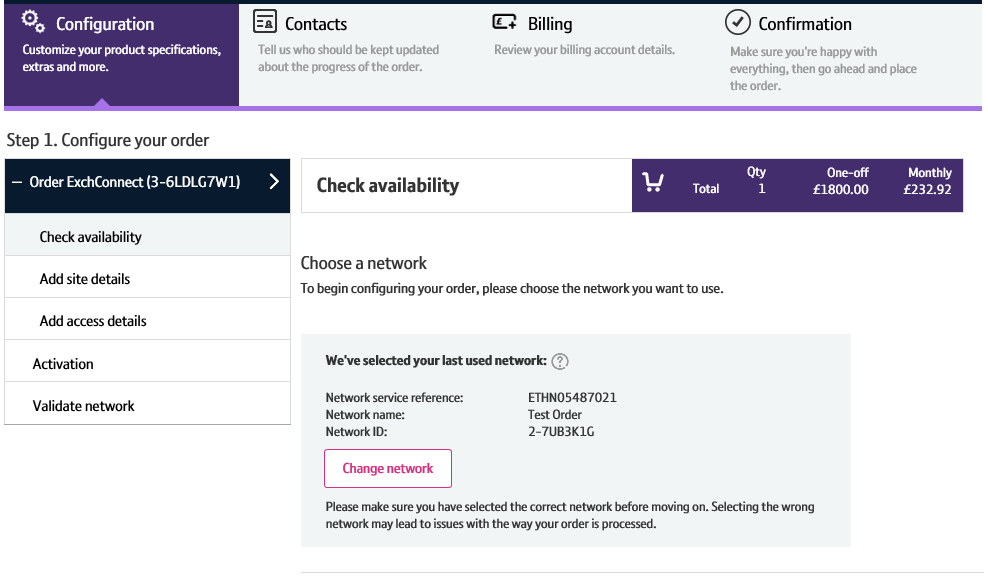 Configuration
Customize your product specifications,
extras and more.
Contacts
Tell us who should be kept updated
about the progress of the order.
Billing
Review your billing account details.
Confirmation
Make sure you're happy with
everything, then go ahead and place
the order.
Step 1. Configure your order
Order ExchConnect (3-6LDLG7W1)
Check availability
Add site details
Add access details
Activation
Validate network
Check availability
Total
Qty
1
One-off
£1800.00
Monthly
£232.92
Choose a network
To begin configuring your order, please choose the network you want to use.
We've selected your last used network: ?
Network service reference: ETHN05487021
Network name: Test Order
Network ID: 2-7UB3K1G
Change network
Please make sure you have selected the correct network before moving on. Selecting the wrong
network may lead to issues with the way your order is processed.